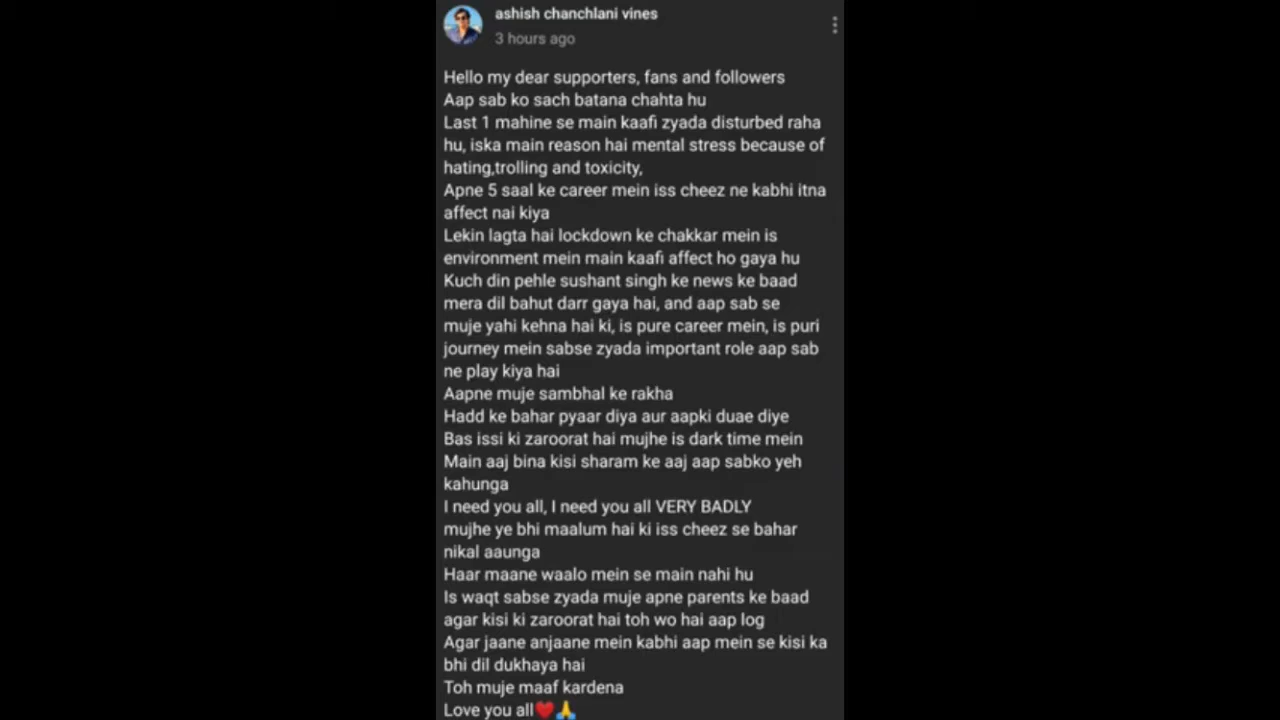 ashish chanchlani vines
3 hours ago
Hello my dear supporters, fans and followers
Aap sab ko sach batana chahta hu
Last 1 mahine se main kaafi zyada disturbed raha
hu, iska main reason hai mental stress because of
hating,trolling and toxicity,
Apne 5 saal ke career mein iss cheez ne kabhi itna
affect nai kiya
Lekin lagta hai lockdown ke chakkar mein is
environment mein main kaafi affect ho gaya hu
Kuch din pehle sushant singh ke news ke baad
mera dil bahut darr gaya hai, and aap sab se
muje yahi kehna hai ki, is pure career mein, is puri
journey mein sabse zyada important role aap sab
ne play kiya hai
Aapne muje sambhal ke rakha
Hadd ke bahar pyaar diya aur aapki duae diye
Bas issi ki zaroorat hai mujhe is dark time mein
Main aaj bina kisi sharam ke aaj aap sabko yeh
kahunga
I need you all, I need you all VERY BADLY
mujhe ye bhi maalum hai ki iss cheez se bahar
nikal aaunga
Haar maane waalo mein se main nahi hu
Is waqt sabse zyada muje apne parents ke baad
agar kisi ki zaroorat hai toh wo hai aap log
Agar jaane anjaane mein kabhi aap mein se kisi ka
bhi dil dukhaya hai
Toh muje maaf kardena
Love you all❤️🙏